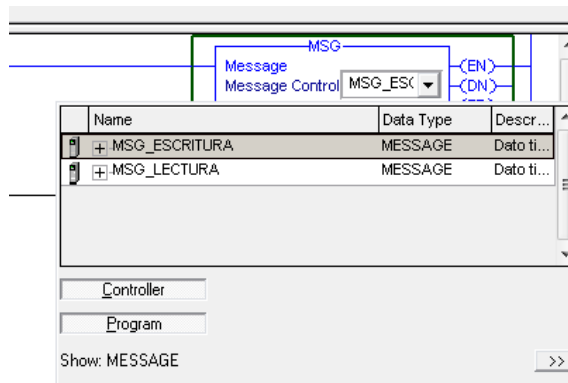 MSG
Message
Message Control MSG_ES(
(EN)
(DN)
Name Data Type Descr...
MSG_ESCRITURA MESSAGE Dato ti...
MSG_LECTURA MESSAGE Dato ti...
Controller
Program
Show: MESSAGE
>>